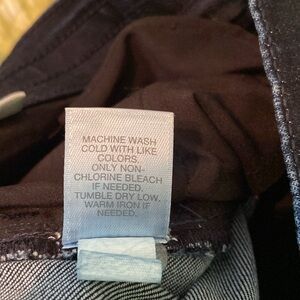 MACHINE WASH
COLD WITH LIKE
COLORS.
ONLY NON-
CHLORINE BLEACH
IF NEEDED.
TUMBLE DRY LOW.
WARM IRON IF
NEEDED.